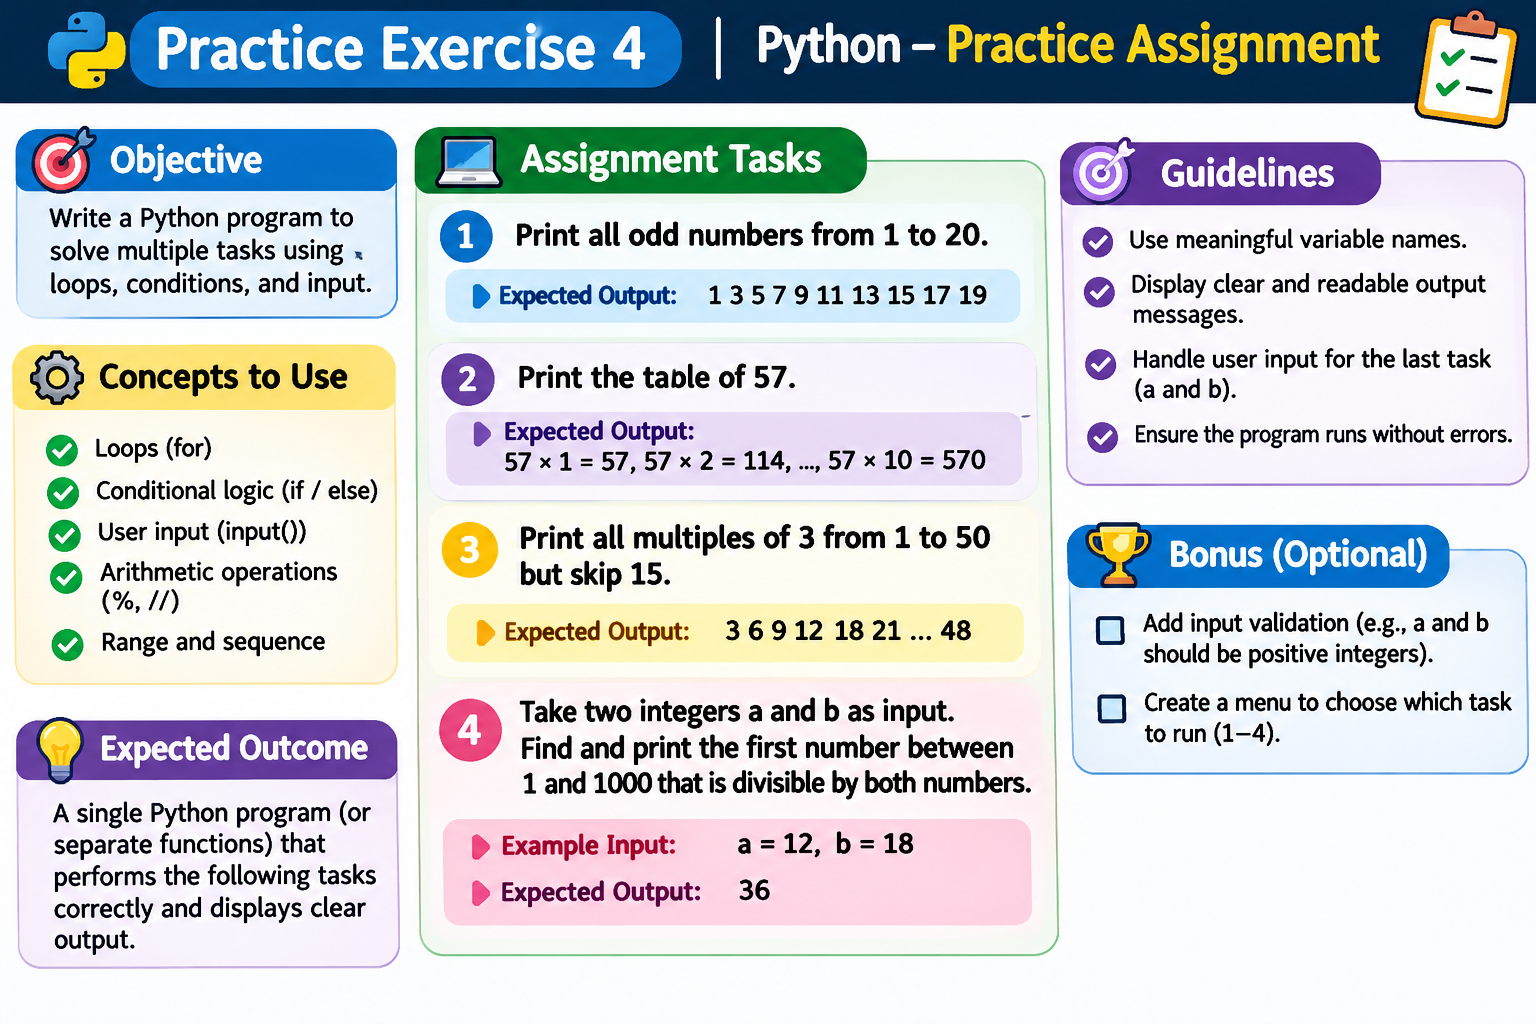 Practice Exercise 4 | Python – Practice Assignment
Objective
Write a Python program to
solve multiple tasks using
loops, conditions, and input.
Concepts to Use
Loops (for)
Conditional logic (if / else)
User input (input())
Arithmetic operations
(%, //)
Range and sequence
Expected Outcome
A single Python program (or
separate functions) that
performs the following tasks
correctly and displays clear
output.
Assignment Tasks
1 Print all odd numbers from 1 to 20.
Expected Output: 1 3 5 7 9 11 13 15 17 19
2 Print the table of 57.
Expected Output:
57 × 1 = 57, 57 × 2 = 114, ..., 57 × 10 = 570
3 Print all multiples of 3 from 1 to 50
but skip 15.
Expected Output: 3 6 9 12 18 21 ... 48
4 Take two integers a and b as input.
Find and print the first number between
1 and 1000 that is divisible by both numbers.
Example Input: a = 12, b = 18
Expected Output: 36
Guidelines
Use meaningful variable names.
Display clear and readable output
messages.
Handle user input for the last task
(a and b).
Ensure the program runs without errors.
Bonus (Optional)
Add input validation (e.g., a and b
should be positive integers).
Create a menu to choose which task
to run (1–4).